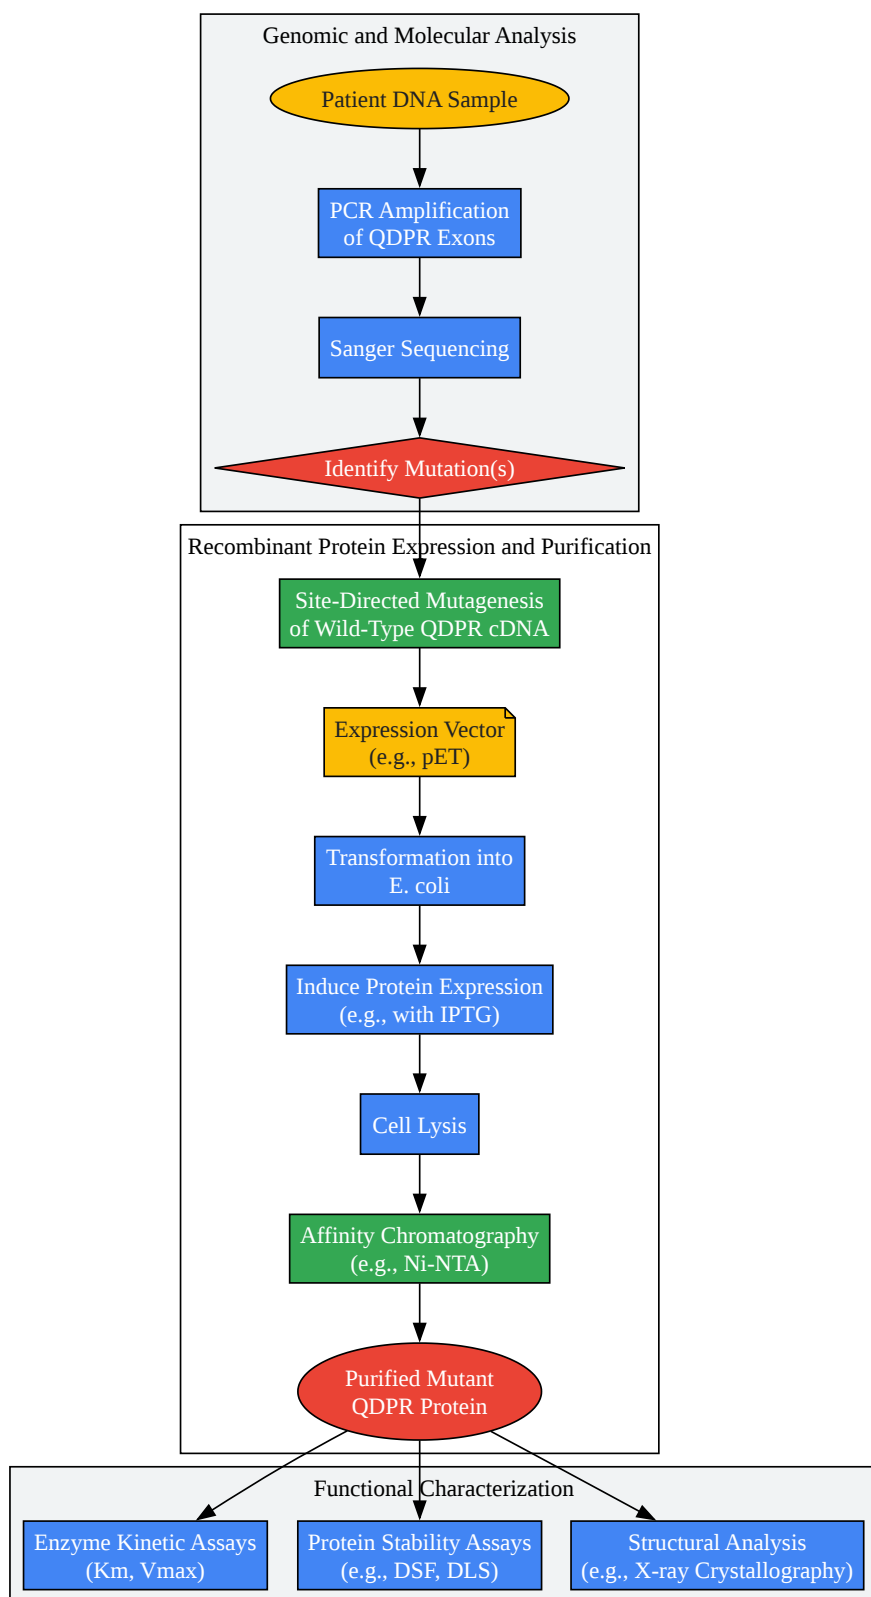 Genomic and Molecular Analysis
Patient DNA Sample
PCR Amplification
of QDPR Exons
Sanger Sequencing
Identify Mutation(s)
Recombinant Protein Expression and Purification
Site-Directed Mutagenesis
of Wild-Type QDPR cDNA
Expression Vector
(e.g., pET)
Transformation into
E. coli
Induce Protein Expression
(e.g., with IPTG)
Cell Lysis
Affinity Chromatography
(e.g., Ni-NTA)
Purified Mutant
QDPR Protein
Functional Characterization
Enzyme Kinetic Assays
(Km, Vmax)
Protein Stability Assays
(e.g., DSF, DLS)
Structural Analysis
(e.g., X-ray Crystallography)